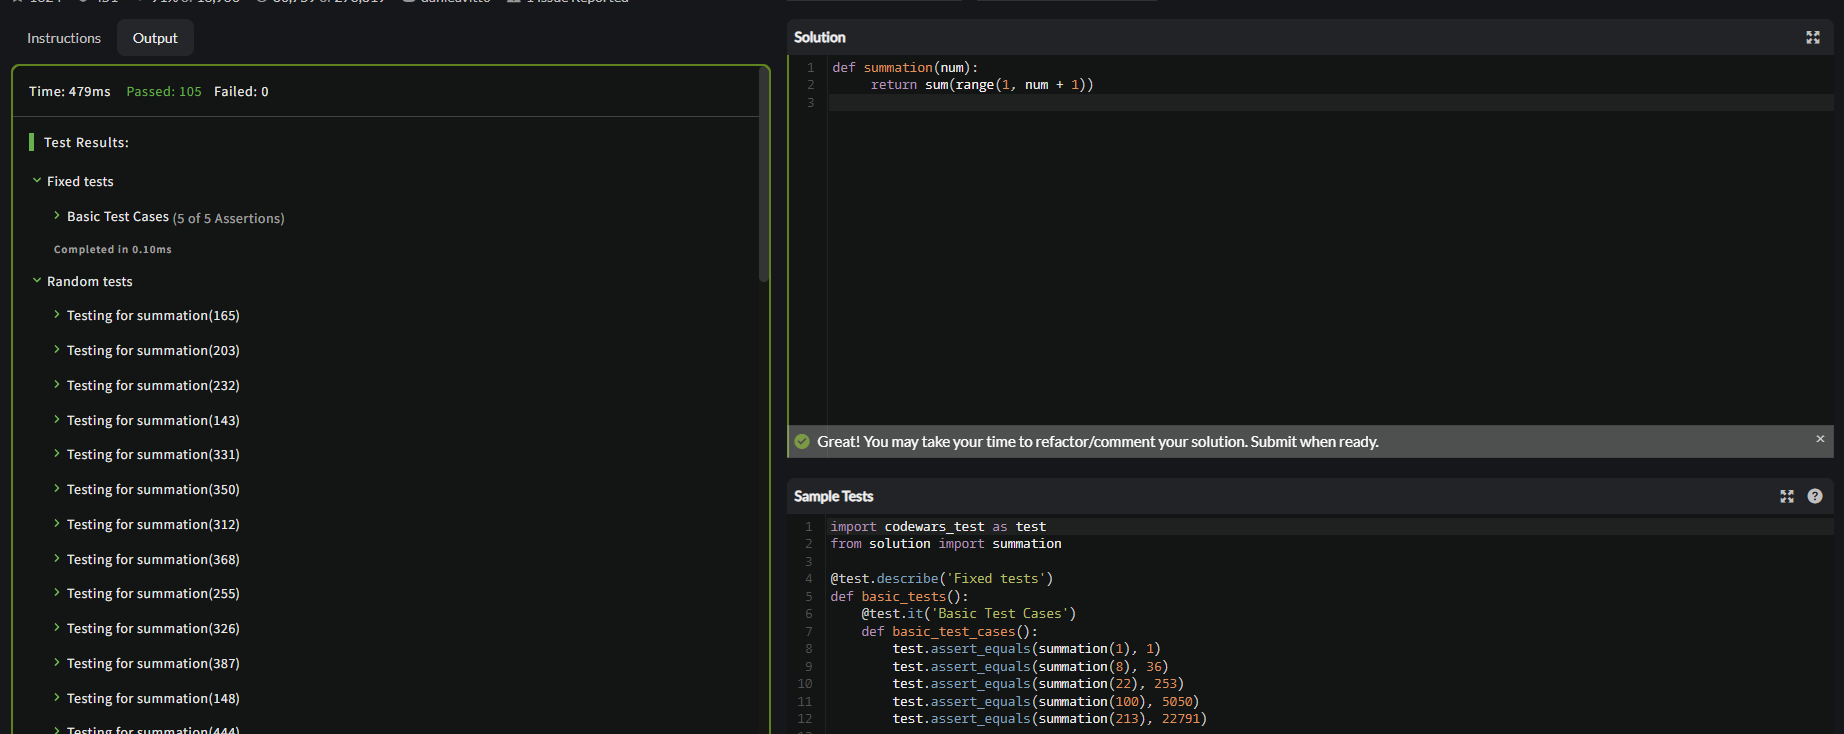 Instructions
Output
Time: 479ms Passed: 105 Failed: 0
Test Results:
Fixed tests
Basic Test Cases (5 of 5 Assertions)
Completed in 0.10ms
Random tests
Testing for summation(165)
Testing for summation(203)
Testing for summation(232)
Testing for summation(143)
Testing for summation(331)
Testing for summation(350)
Testing for summation(312)
Testing for summation(368)
Testing for summation(255)
Testing for summation(326)
Testing for summation(387)
Testing for summation(148)
Testing for summation(444)
Solution
1 def summation(num):
2     return sum(range(1, num + 1))
3
Great! You may take your time to refactor/comment your solution. Submit when ready.
Sample Tests
1 import codewars_test as test
2 from solution import summation
3
4 @test.describe('Fixed tests')
5 def basic_tests():
6     @test.it('Basic Test Cases')
7     def basic_test_cases():
8         test.assert_equals(summation(1), 1)
9         test.assert_equals(summation(8), 36)
10         test.assert_equals(summation(22), 253)
11         test.assert_equals(summation(100), 5050)
12         test.assert_equals(summation(213), 22791)